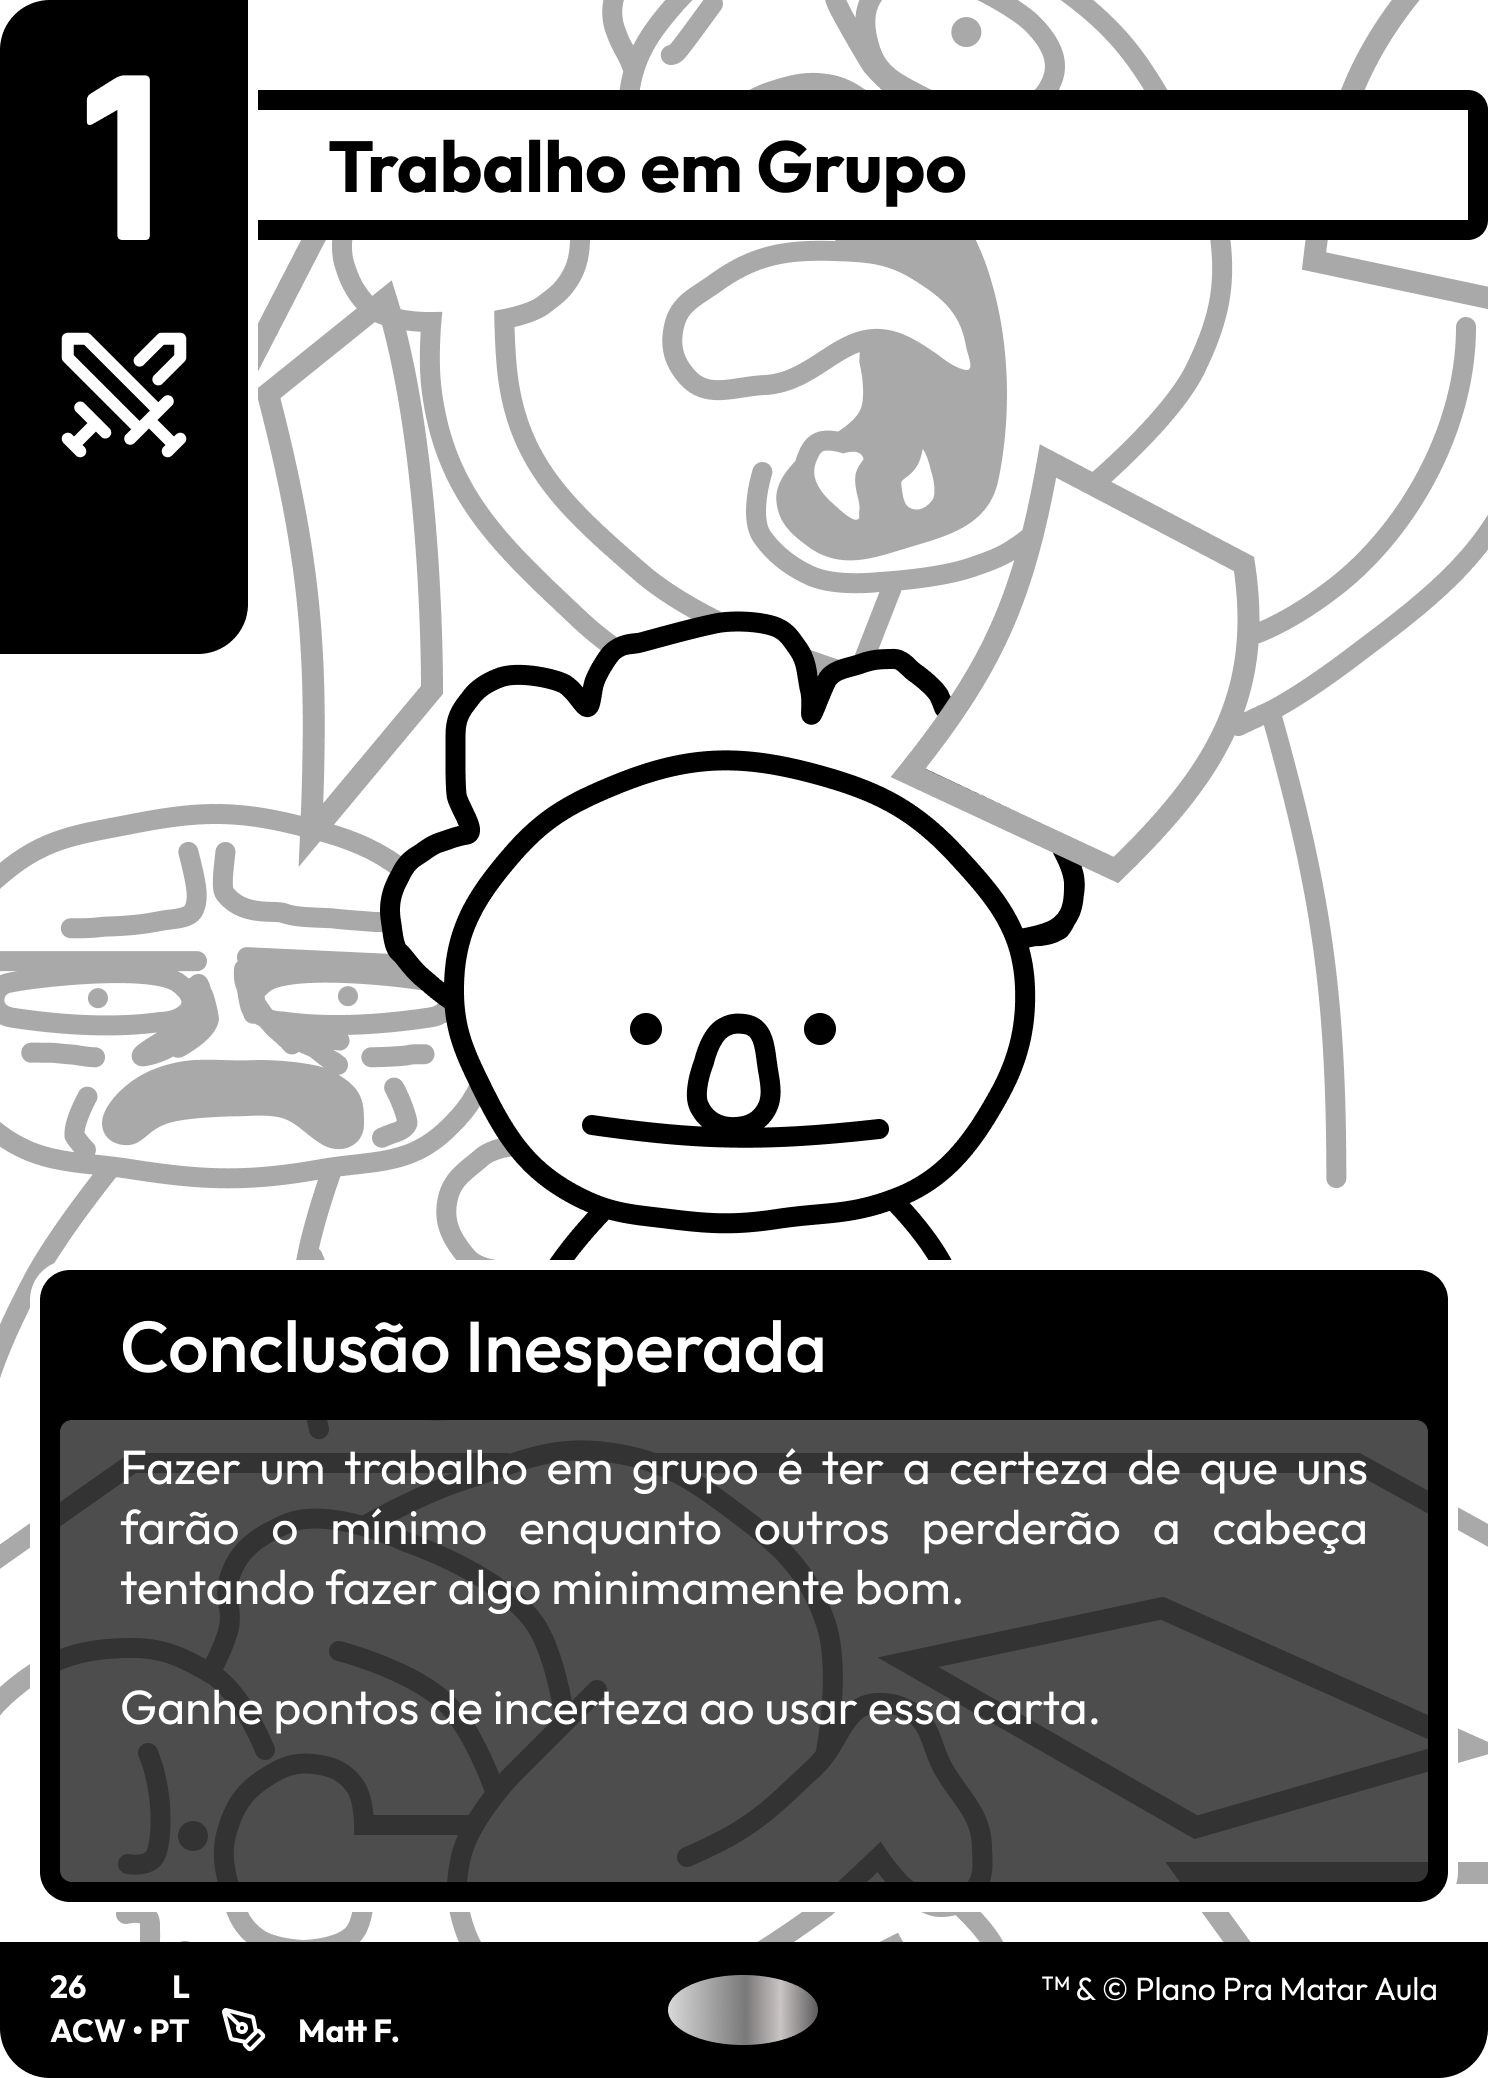 1
Trabalho em Grupo
Conclusão Inesperada
Fazer um trabalho em grupo é ter a certeza de que uns
farão o mínimo enquanto outros perderão a cabeça
tentando fazer algo minimamente bom.
Ganhe pontos de incerteza ao usar essa carta.
26 L
ACW • PT Matt F.
™ & © Plano Pra Matar Aula